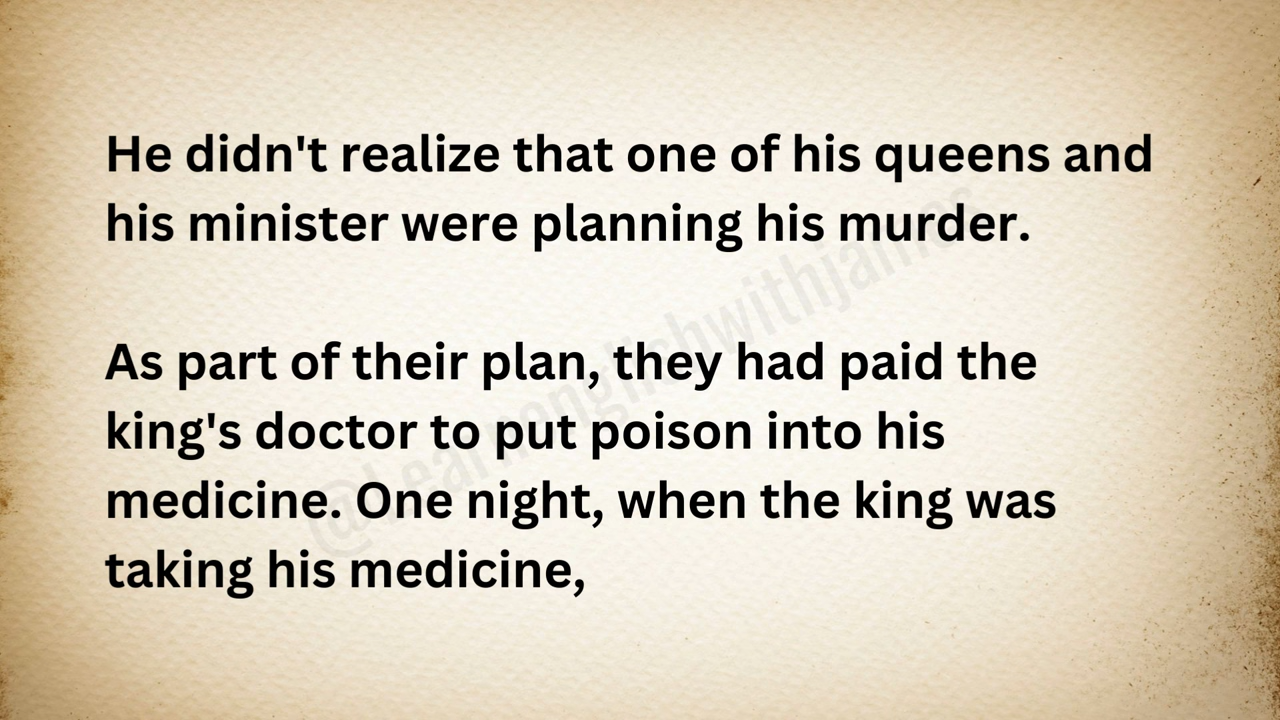 He didn't realize that one of his queens and
his minister were planning his murder.
As part of their plan, they had paid the
king's doctor to put poison into his
medicine. One night, when the king was
taking his medicine,
@Learnenglishwithjames